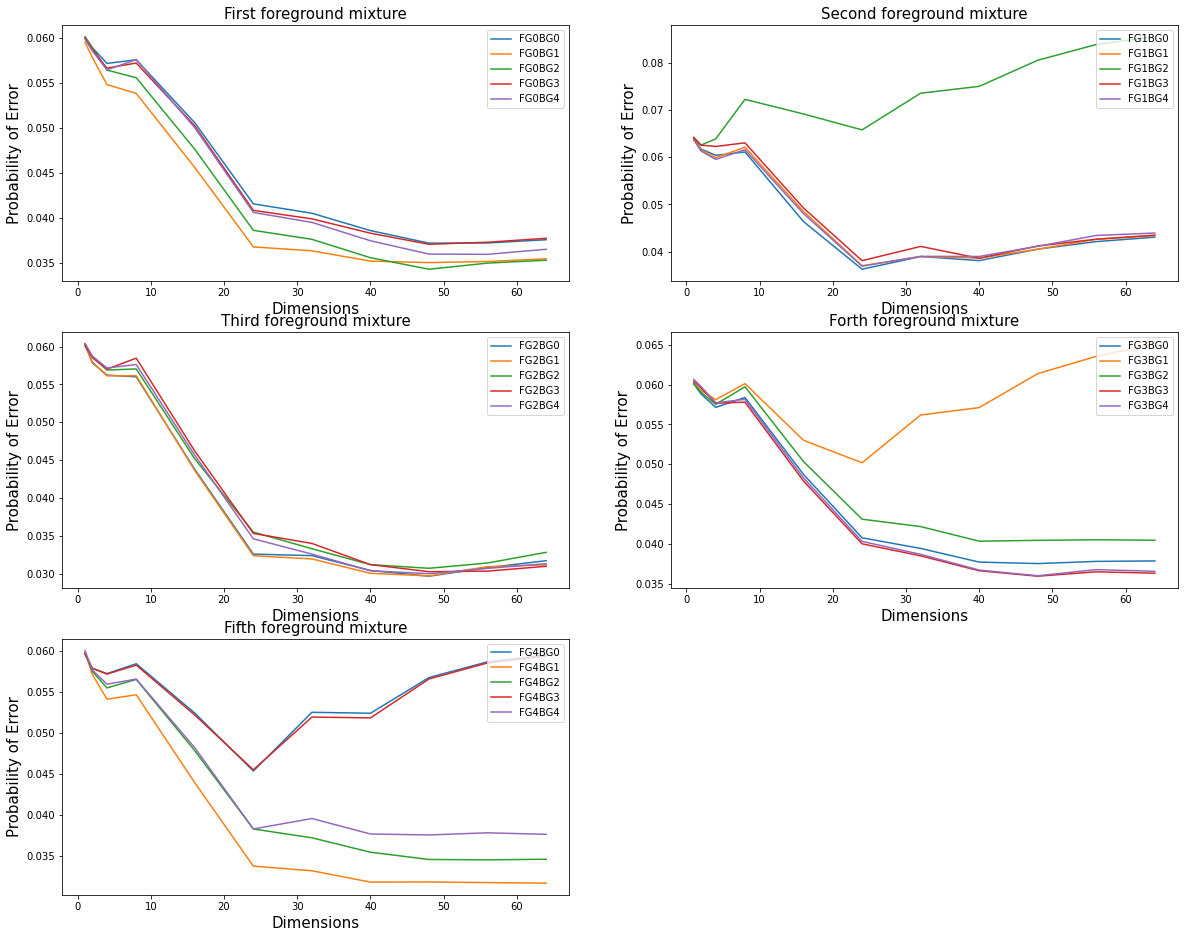 First foreground mixture
Probability of Error
0.060
0.055
0.050
0.045
0.040
0.035
0 10 20 30 40 50 60
Dimensions
FG0BG0
FG0BG1
FG0BG2
FG0BG3
FG0BG4
Second foreground mixture
Probability of Error
0.08
0.07
0.06
0.05
0.04
0 10 20 30 40 50 60
Dimensions
FG1BG0
FG1BG1
FG1BG2
FG1BG3
FG1BG4
Third foreground mixture
Probability of Error
0.060
0.055
0.050
0.045
0.040
0.035
0.030
0 10 20 30 40 50 60
Dimensions
FG2BG0
FG2BG1
FG2BG2
FG2BG3
FG2BG4
Forth foreground mixture
Probability of Error
0.065
0.060
0.055
0.050
0.045
0.040
0.035
0 10 20 30 40 50 60
Dimensions
FG3BG0
FG3BG1
FG3BG2
FG3BG3
FG3BG4
Fifth foreground mixture
Probability of Error
0.060
0.055
0.050
0.045
0.040
0.035
0 10 20 30 40 50 60
Dimensions
FG4BG0
FG4BG1
FG4BG2
FG4BG3
FG4BG4